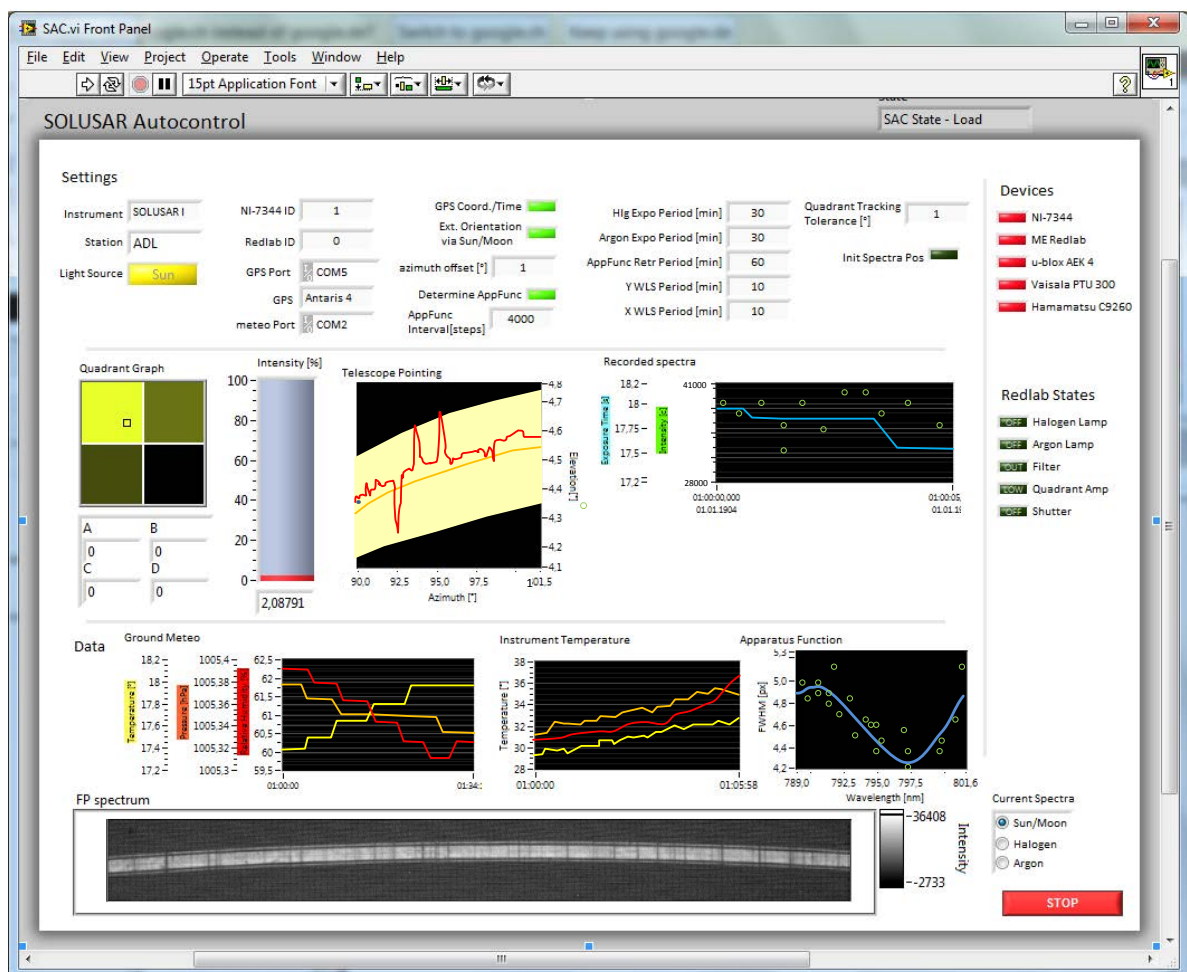 SAC.vi Front Panel
File Edit View Project Operate Tools Window Help
15pt Application Font
1
SOLUSAR Autocontrol
SAC State - Load
Settings
Instrument SOLUSAR I
Station ADL
Light Source Sun
NI-7344 ID 1
Redlab ID 0
GPS Port COM5
GPS Antaris 4
meteo Port COM2
GPS Coord./Time
Ext. Orientation
via Sun/Moon
azimuth offset [°] 1
Determine AppFunc
AppFunc
Interval[steps] 4000
Hlg Expo Period [min] 30
Argon Expo Period [min] 30
AppFunc Retr Period [min] 60
Y WLS Period [min] 10
X WLS Period [min] 10
Quadrant Tracking
Tolerance [°] 1
Init Spectra Pos
Devices
NI-7344
ME Redlab
u-blox AEK 4
Vaisala PTU 300
Hamamatsu C9260
Quadrant Graph
A B
0 0
C D
0 0
Intensity [%]
100
80
60
40
20
0
2,08791
Telescope Pointing
4,8
4,6
4,5
4,4
4,3
4,2
4,1
Elevation[°]
90,0 92,5 95,0 97,5 101,5
Azimuth [°]
Recorded spectra
Exposure Time [s]
18,2
18
17,75
17,5
17,2
Intensity [c]
41000
28000
01:00:00,000
01.01.1904
01:00:05,
01.01.19
Redlab States
OFF Halogen Lamp
OFF Argon Lamp
OUT Filter
LOW Quadrant Amp
OFF Shutter
Data
Ground Meteo
Temperature [°]
18,2
18
17.8
17.6
17.4
17,2
Pressure [hPa]
1005,4
1005.38
1005.36
1005.34
1005,32
1005,3
Relative Humidity [%]
62,5
62
61.5
61
60.5
60
59,5
01:00:00 01:34:
Instrument Temperature
Temperature [°]
38
36
34
32
30
28
01:00:00 01:05:58
Apparatus Function
FWHM [px]
5,3
5,0
4,6
4,4
4,2
789,0 792,5 795,0 797,5 801,6
Wavelength [nm]
FP spectrum
36408
-2733
Intensity
Current Spectra
Sun/Moon
Halogen
Argon
STOP